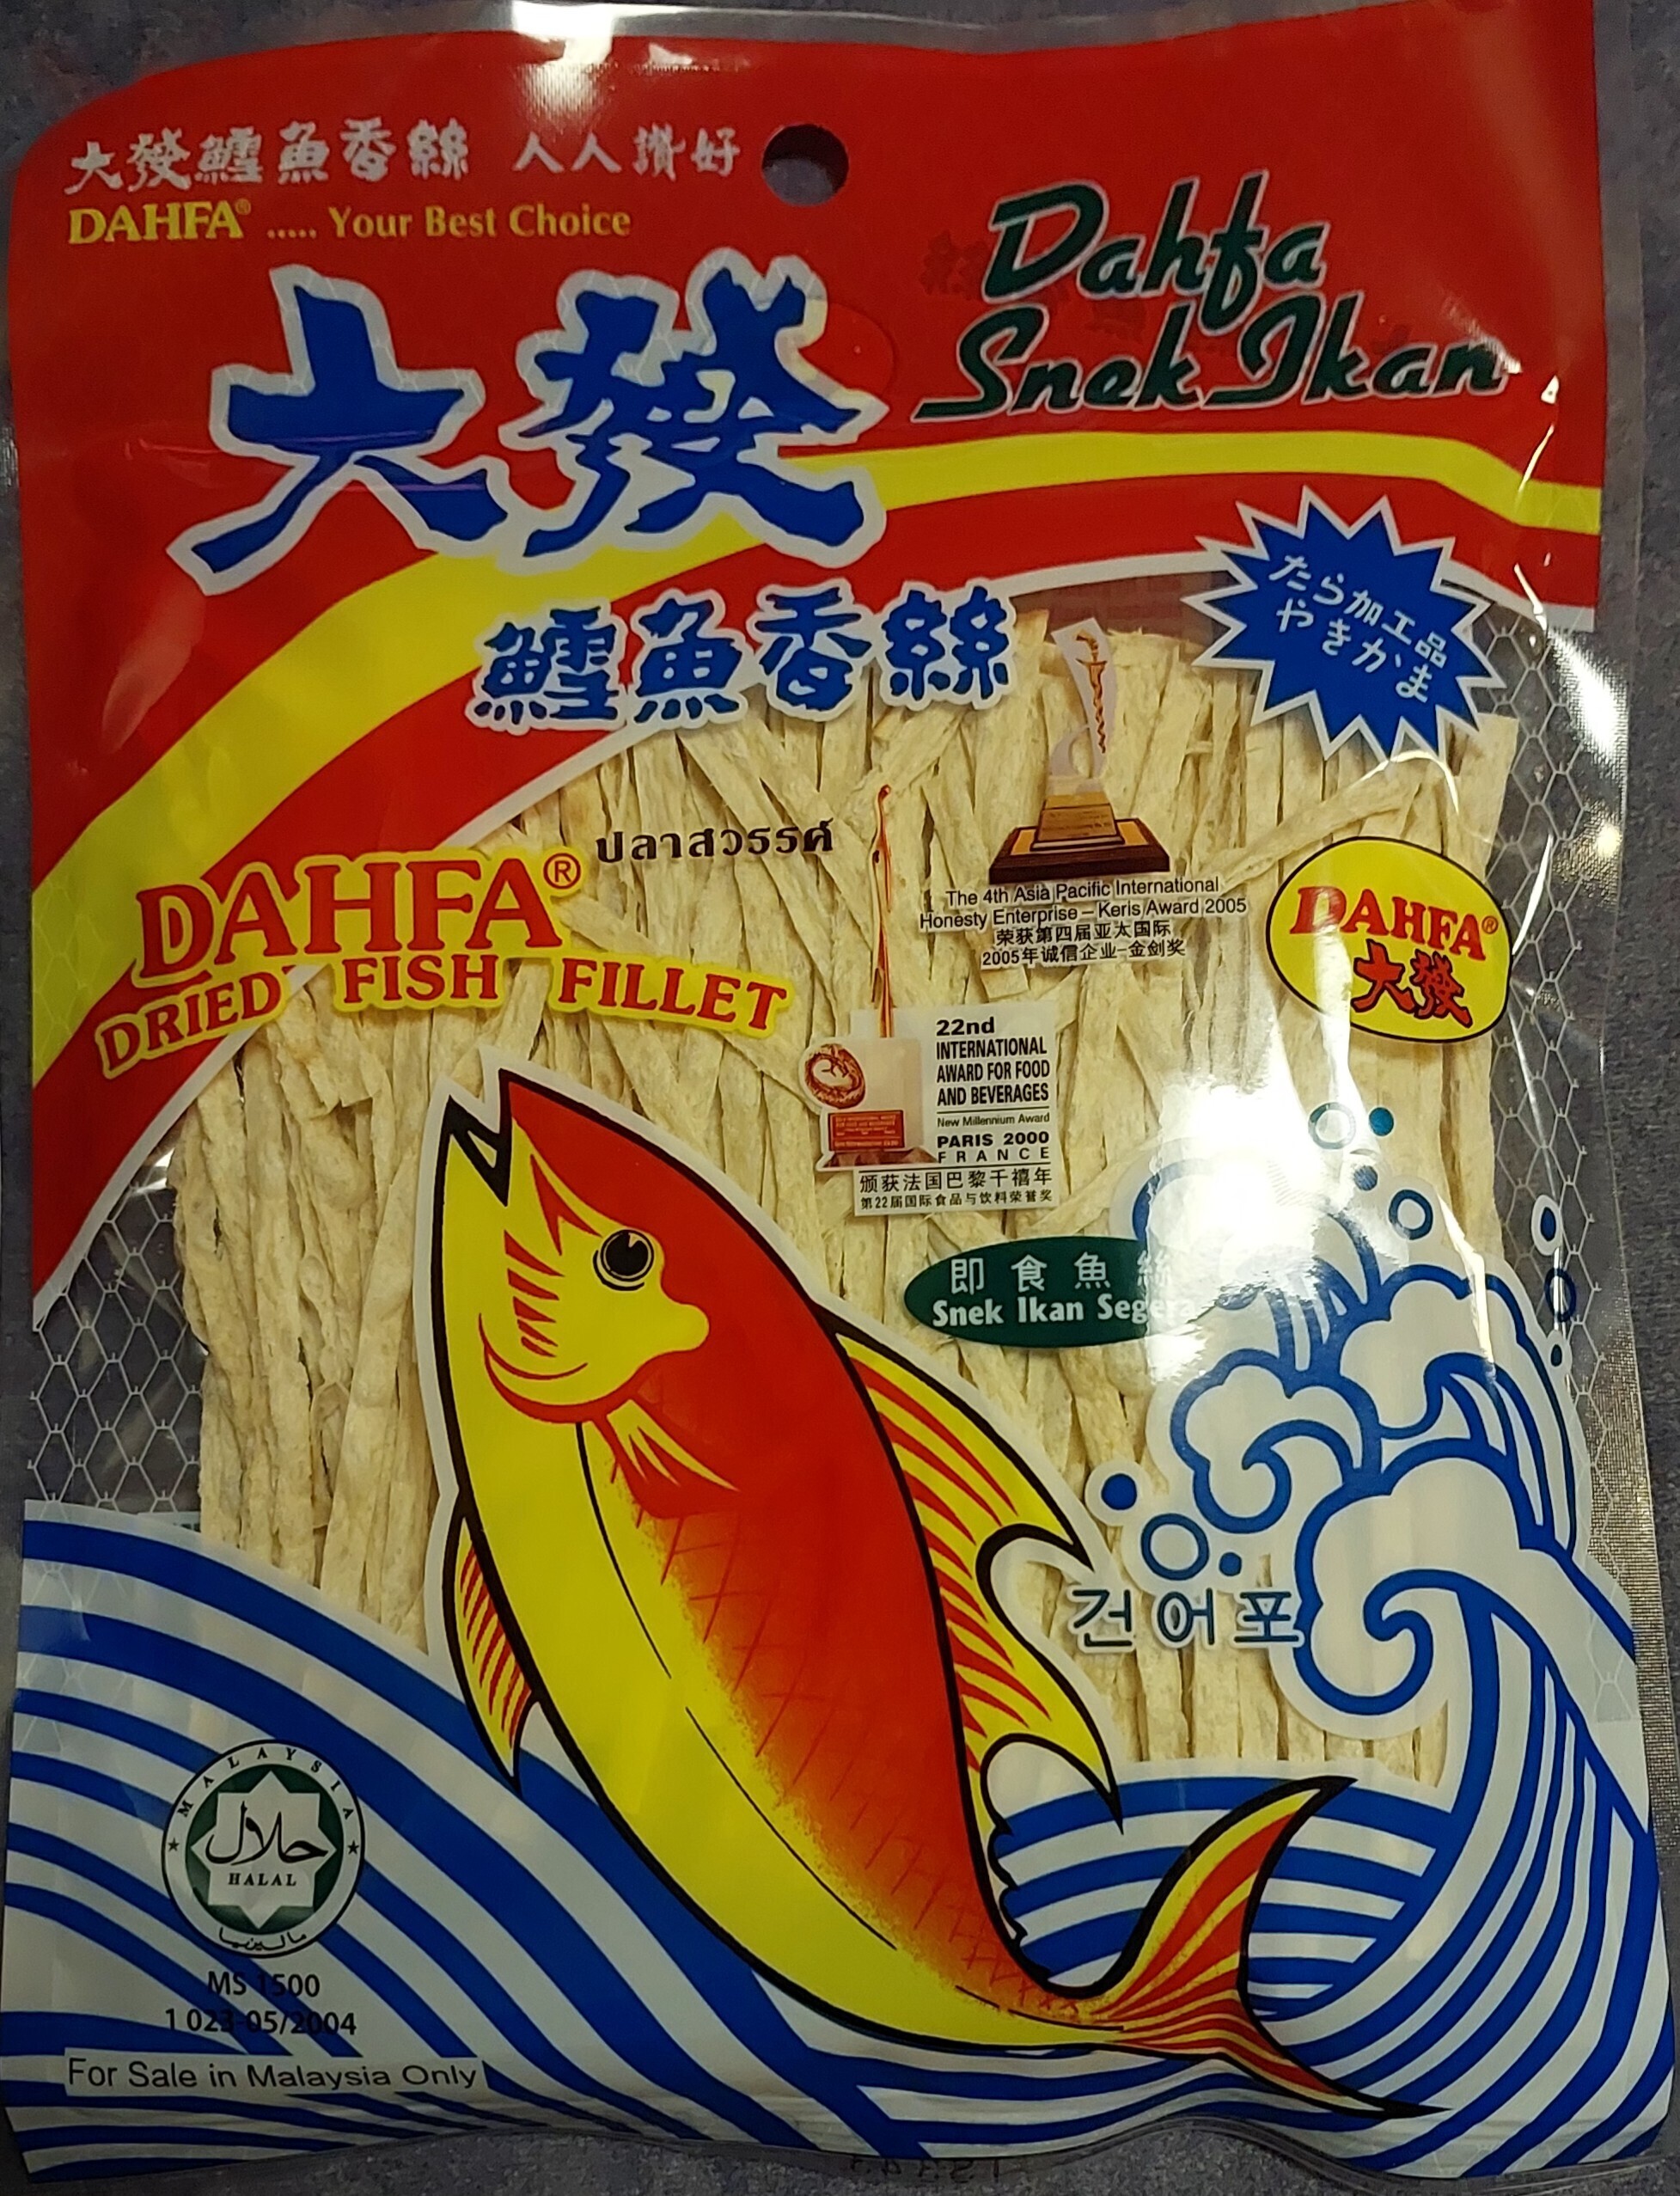 大發鱈魚香絲 人人讚好
DAHFA® ..... Your Best Choice
Dahfa
Snek Ikan
大發
鱈魚香絲
たら加工品
やきかま
ปลาสวรรค์
DAHFA®
DRIED FISH FILLET
The 4th Asia Pacific International
Honesty Enterprise – Keris Award 2005
荣获第四届亚太国际
2005年诚信企业–金剑奖
DAHFA®
大發
22nd
INTERNATIONAL
AWARD FOR FOOD
AND BEVERAGES
New Millennium Award
PARIS 2000
FRANCE
颁获法国巴黎千禧年
第22届国际食品与饮料荣誉奖
即食魚絲
Snek Ikan Segera
건어포
MALAYSIA
حلال
HALAL
ماليزيا
MS 1500
1 023-05/2004
For Sale in Malaysia Only